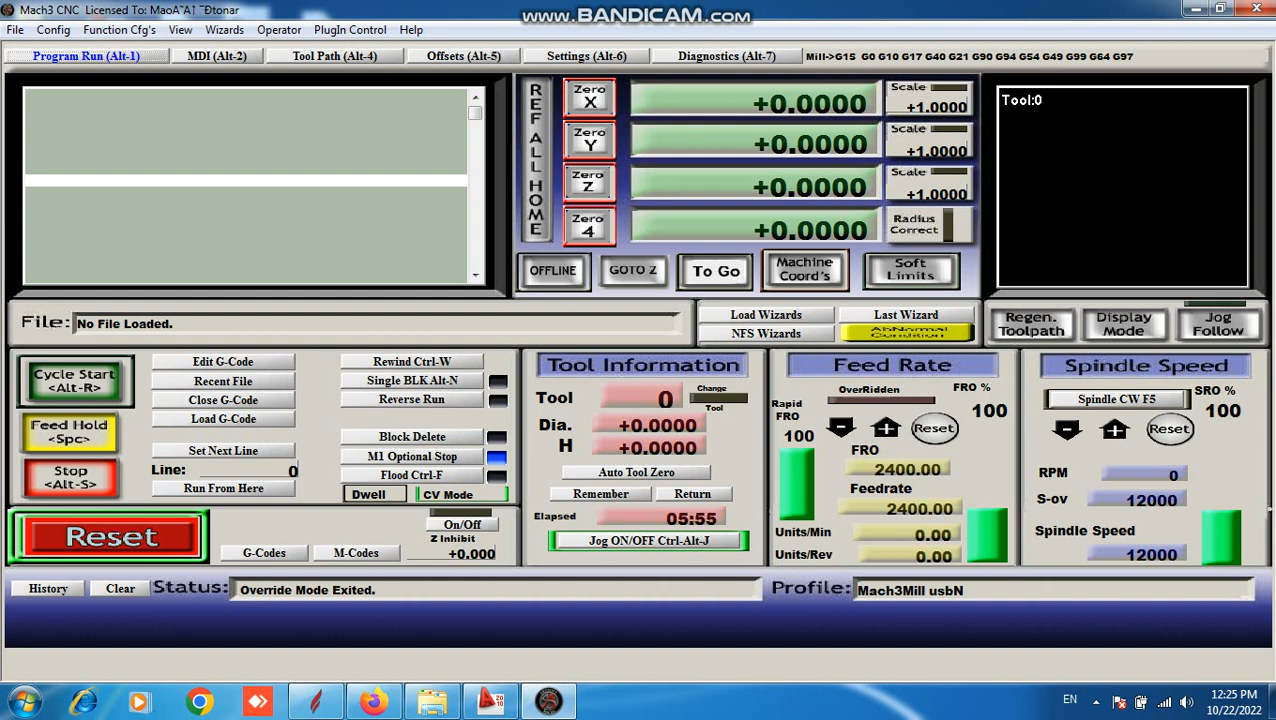 Mach3 CNC Licensed To: MaoA˜A† ¯Ðtonar
www.BANDICAM.com
File Config Function Cfg's View Wizards Operator PlugIn Control Help
Program Run (Alt-1) MDI (Alt-2) Tool Path (Alt-4) Offsets (Alt-5) Settings (Alt-6) Diagnostics (Alt-7) Mill->G15 G0 G10 G17 G40 G21 G90 G94 G54 G49 G99 G64 G97
REF ALL HOME
Zero X +0.0000 Scale +1.0000
Zero Y +0.0000 Scale +1.0000
Zero Z +0.0000 Scale +1.0000
Zero 4 +0.0000 Radius Correct
OFFLINE GOTO Z To Go Machine Coord's Soft Limits
Tool:0
File: No File Loaded.
Load Wizards Last Wizard
NFS Wizards AbNormal Condition
Regen. Toolpath Display Mode Jog Follow
Cycle Start <Alt-R>
Feed Hold <Spc>
Stop <Alt-S>
Reset
Edit G-Code
Recent File
Close G-Code
Load G-Code
Set Next Line
Line: 0
Run From Here
Rewind Ctrl-W
Single BLK Alt-N
Reverse Run
Block Delete
M1 Optional Stop
Flood Ctrl-F
Dwell CV Mode
On/Off
Z Inhibit
+0.000
G-Codes M-Codes
Tool Information
Tool 0 Change Tool
Dia. +0.0000
H +0.0000
Auto Tool Zero
Remember Return
Elapsed 05:55
Jog ON/OFF Ctrl-Alt-J
Feed Rate
OverRidden FRO %
Rapid FRO 100
100
Reset
FRO
2400.00
Feedrate
2400.00
Units/Min 0.00
Units/Rev 0.00
Spindle Speed
Spindle CW F5 SRO %
100
Reset
RPM 0
S-ov 12000
Spindle Speed
12000
History Clear Status: Override Mode Exited. Profile: Mach3Mill usbN
EN
12:25 PM
10/22/2022